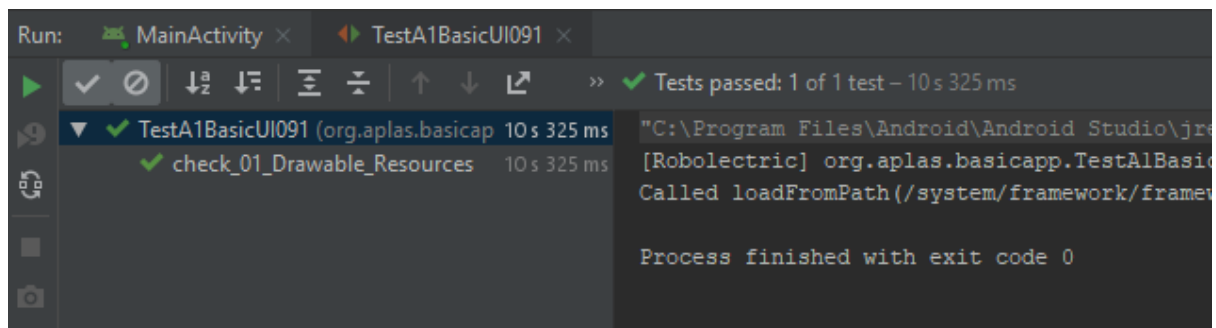 Run: MainActivity TestA1BasicUI091
Tests passed: 1 of 1 test – 10 s 325 ms
TestA1BasicUI091 (org.aplas.basicap 10 s 325 ms
check_01_Drawable_Resources 10 s 325 ms
"C:\Program Files\Android\Android Studio\jre
[Robolectric] org.aplas.basicapp.TestA1Basic
Called loadFromPath(/system/framework/framew
Process finished with exit code 0